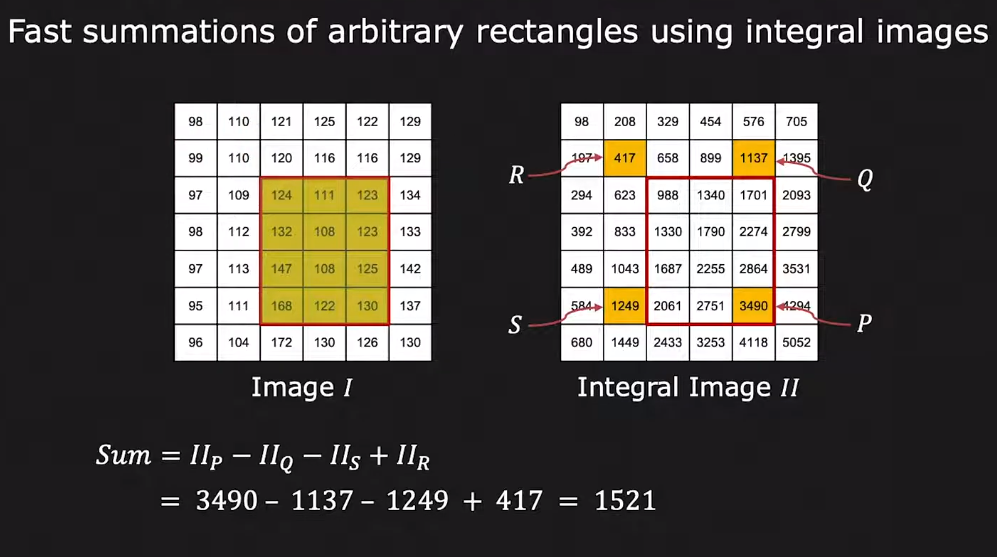 Fast summations of arbitrary rectangles using integral images
98 110 121 125 122 129
99 110 120 116 116 129
97 109 124 111 123 134
98 112 132 108 123 133
97 113 147 108 125 142
95 111 168 122 130 137
96 104 172 130 126 130
Image I
98 208 329 454 576 705
R 197 417 658 899 1137 1395 Q
294 623 988 1340 1701 2093
392 833 1330 1790 2274 2799
489 1043 1687 2255 2864 3531
S 584 1249 2061 2751 3490 4294 P
680 1449 2433 3253 4118 5052
Integral Image II
Sum = II_P − II_Q − II_S + II_R
= 3490 – 1137 – 1249 + 417 = 1521